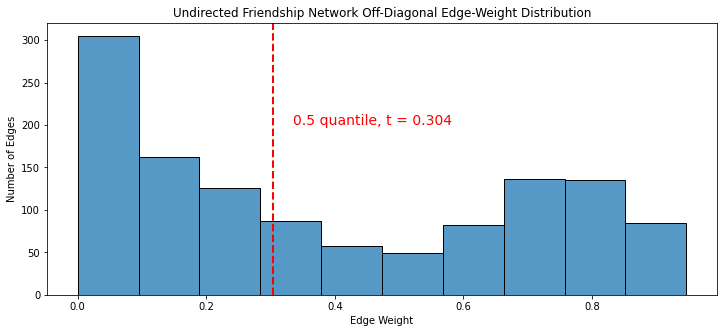 Undirected Friendship Network Off-Diagonal Edge-Weight Distribution
300
250
200
150
100
50
0
Number of Edges
0.5 quantile, t = 0.304
0.0 0.2 0.4 0.6 0.8
Edge Weight